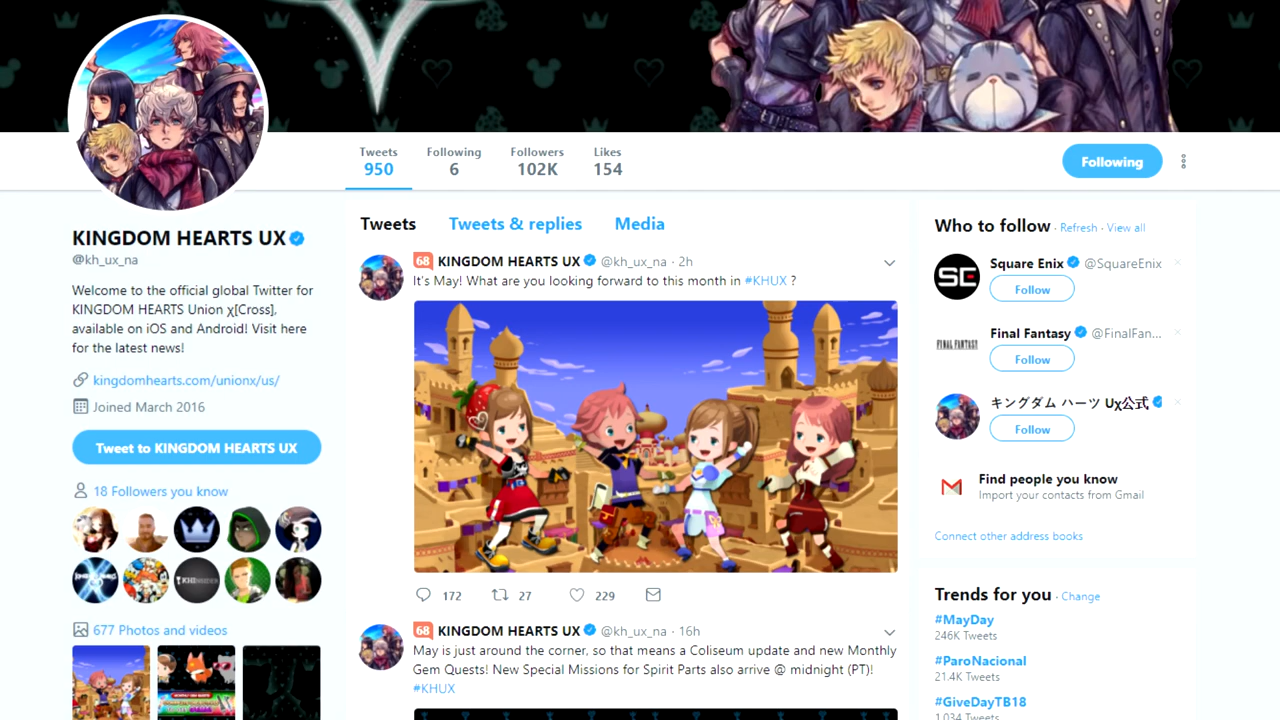 Tweets
950
Following
6
Followers
102K
Likes
154
Following
KINGDOM HEARTS UX
@kh_ux_na
Welcome to the official global Twitter for
KINGDOM HEARTS Union χ[Cross],
available on iOS and Android! Visit here
for the latest news!
kingdomhearts.com/unionx/us/
Joined March 2016
Tweet to KINGDOM HEARTS UX
18 Followers you know
677 Photos and videos
Tweets Tweets & replies Media
68 KINGDOM HEARTS UX @kh_ux_na · 2h
It's May! What are you looking forward to this month in #KHUX ?
172 27 229
68 KINGDOM HEARTS UX @kh_ux_na · 16h
May is just around the corner, so that means a Coliseum update and new Monthly
Gem Quests! New Special Missions for Spirit Parts also arrive @ midnight (PT)!
#KHUX
Who to follow · Refresh · View all
SE
Square Enix @SquareEnix
Follow
FINAL FANTASY
Final Fantasy @FinalFan...
Follow
キングダム ハーツ Uχ公式
Follow
Find people you know
Import your contacts from Gmail
Connect other address books
Trends for you · Change
#MayDay
246K Tweets
#ParoNacional
21.4K Tweets
#GiveDayTB18
1,034 Tweets